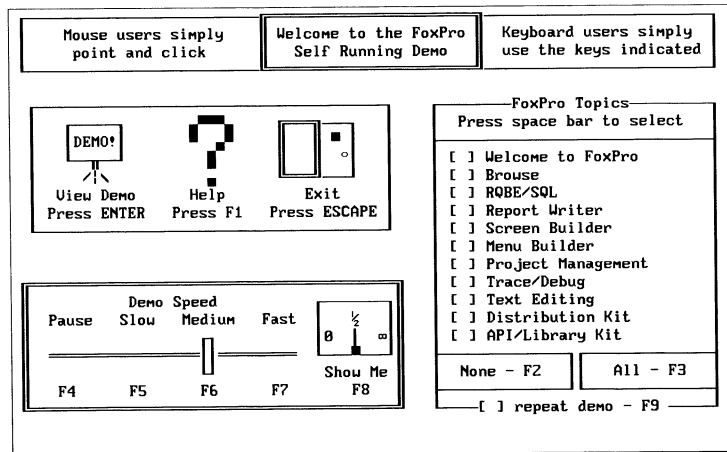 Mouse users simply
point and click
Welcome to the FoxPro
Self Running Demo
Keyboard users simply
use the keys indicated
DEMO!
?
View Demo
Press ENTER
Help
Press F1
Exit
Press ESCAPE
FoxPro Topics
Press space bar to select
[ ] Welcome to FoxPro
[ ] Browse
[ ] RQBE/SQL
[ ] Report Writer
[ ] Screen Builder
[ ] Menu Builder
[ ] Project Management
[ ] Trace/Debug
[ ] Text Editing
[ ] Distribution Kit
[ ] API/Library Kit
None - F2
All - F3
[ ] repeat demo - F9
Demo Speed
Pause Slow Medium Fast
0 ½ ∞
Show Me
F4 F5 F6 F7 F8